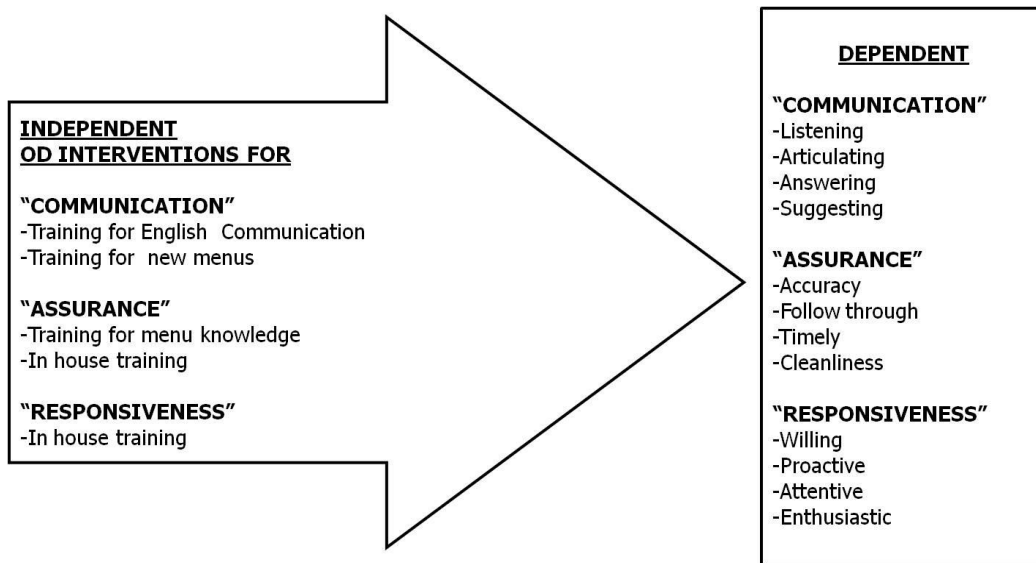 INDEPENDENT
OD INTERVENTIONS FOR
"COMMUNICATION"
-Training for English Communication
-Training for new menus
"ASSURANCE"
-Training for menu knowledge
-In house training
"RESPONSIVENESS"
-In house training
DEPENDENT
"COMMUNICATION"
-Listening
-Articulating
-Answering
-Suggesting
"ASSURANCE"
-Accuracy
-Follow through
-Timely
-Cleanliness
"RESPONSIVENESS"
-Willing
-Proactive
-Attentive
-Enthusiastic